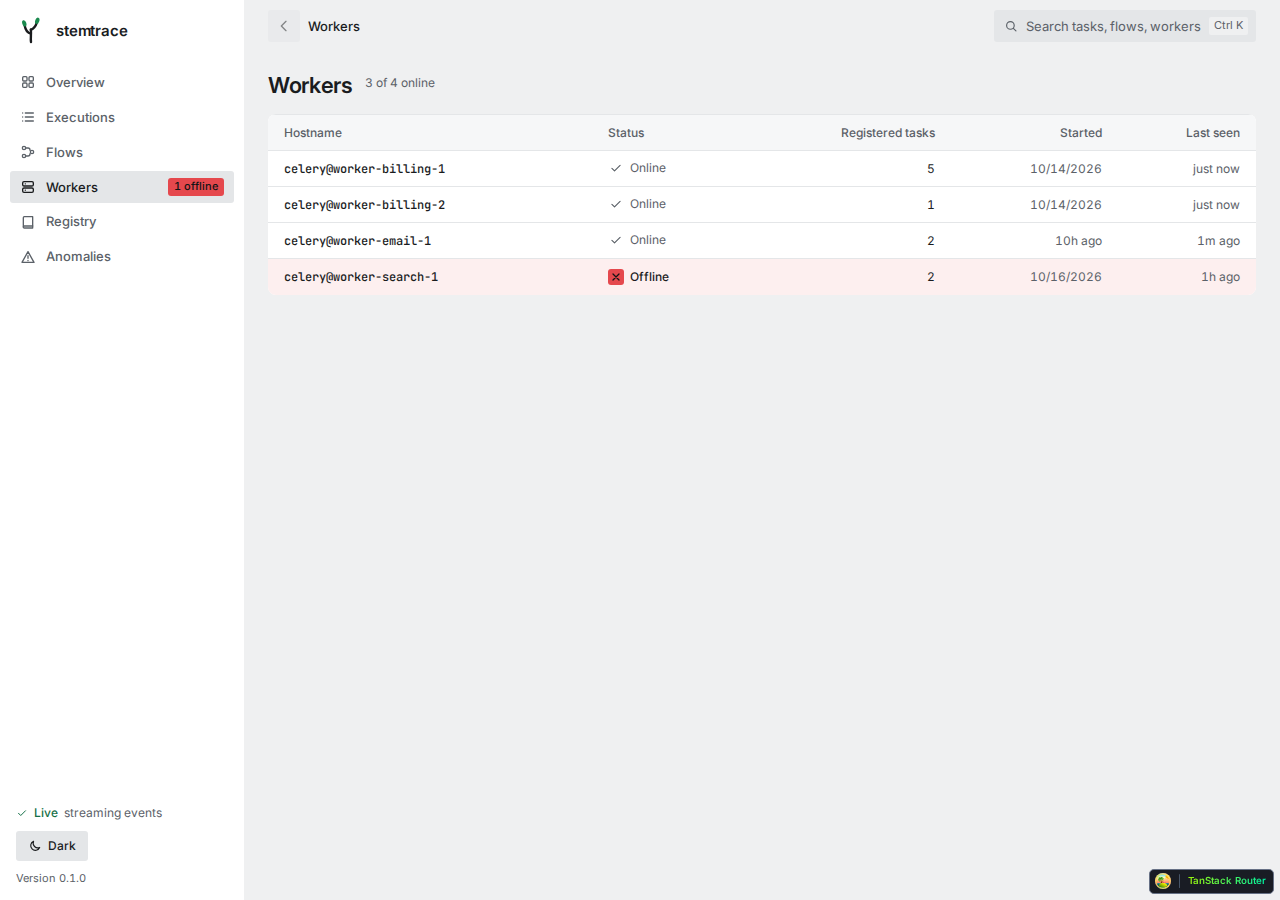 stemtrace
Overview
Executions
Flows
Workers 1 offline
Registry
Anomalies
Live streaming events
Dark
Version 0.1.0
Workers
Search tasks, flows, workers Ctrl K
Workers 3 of 4 online
Hostname Status Registered tasks Started Last seen
celery@worker-billing-1 Online 5 10/14/2026 just now
celery@worker-billing-2 Online 1 10/14/2026 just now
celery@worker-email-1 Online 2 10h ago 1m ago
celery@worker-search-1 Offline 2 10/16/2026 1h ago
TanStack Router